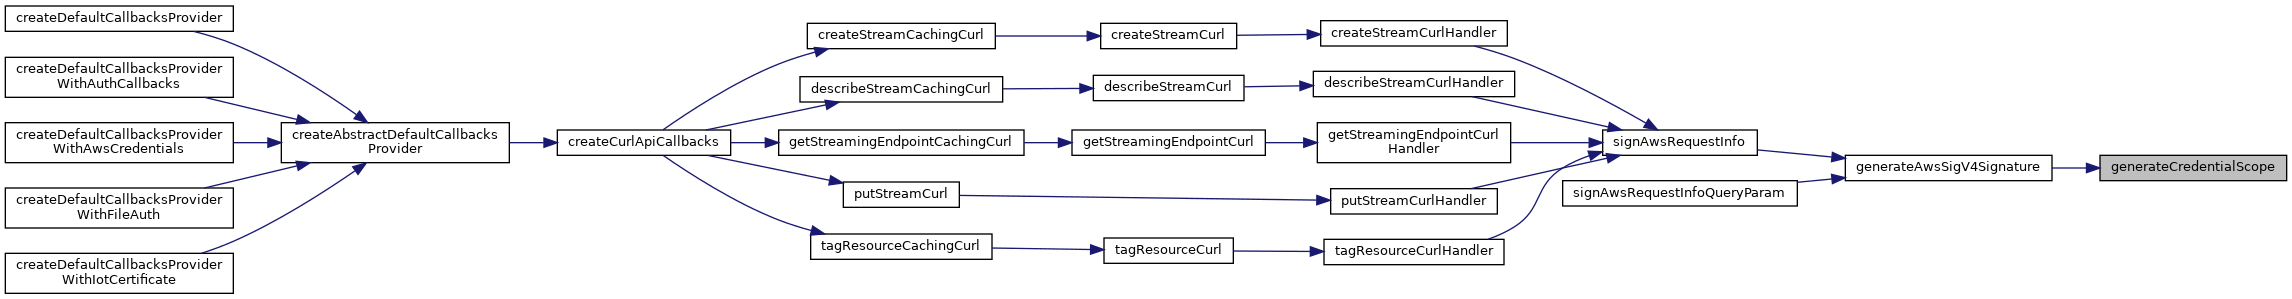 createDefaultCallbacksProvider
createDefaultCallbacksProvider
WithAuthCallbacks
createDefaultCallbacksProvider
WithAwsCredentials
createDefaultCallbacksProvider
WithFileAuth
createDefaultCallbacksProvider
WithIotCertificate
createAbstractDefaultCallbacks
Provider
createCurlApiCallbacks
createStreamCachingCurl
describeStreamCachingCurl
getStreamingEndpointCachingCurl
putStreamCurl
tagResourceCachingCurl
createStreamCurl
describeStreamCurl
getStreamingEndpointCurl
tagResourceCurl
createStreamCurlHandler
describeStreamCurlHandler
getStreamingEndpointCurl
Handler
putStreamCurlHandler
tagResourceCurlHandler
signAwsRequestInfo
signAwsRequestInfoQueryParam
generateAwsSigV4Signature
generateCredentialScope